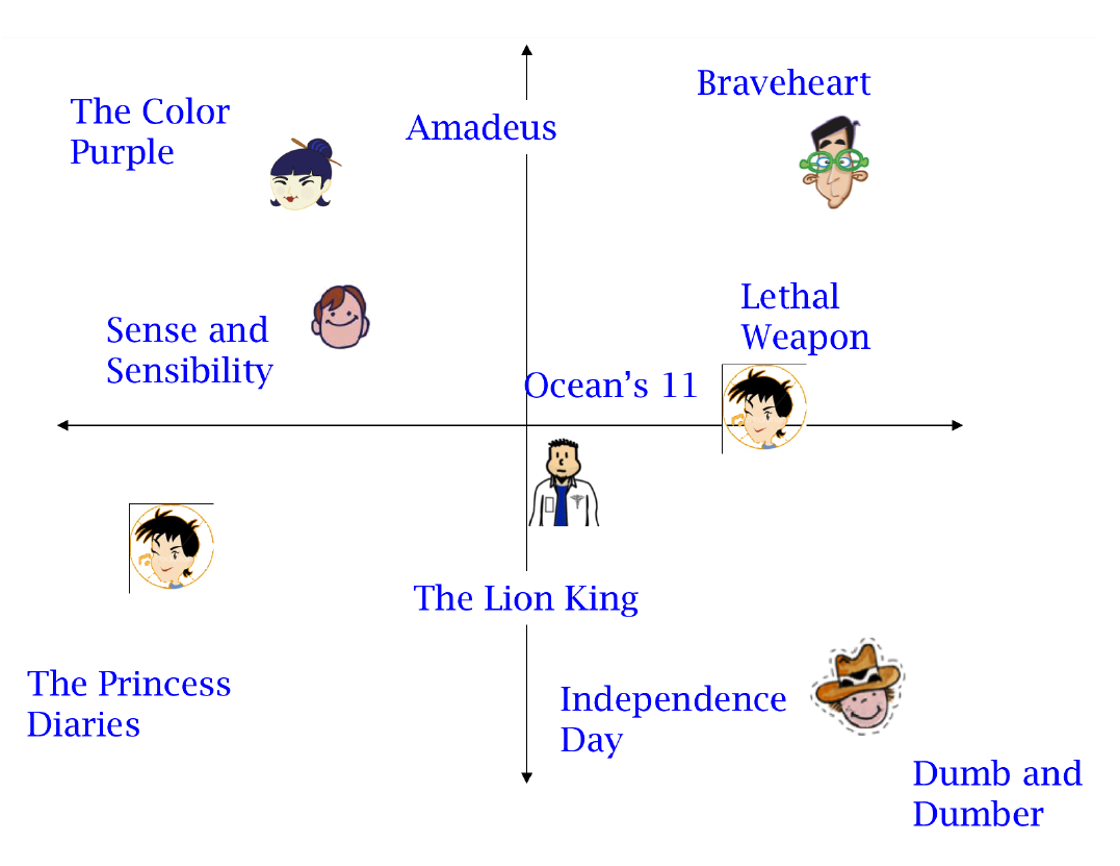 Braveheart
The Color
Purple
Amadeus
Lethal
Weapon
Sense and
Sensibility
Ocean’s 11
The Lion King
The Princess
Diaries
Independence
Day
Dumb and
Dumber